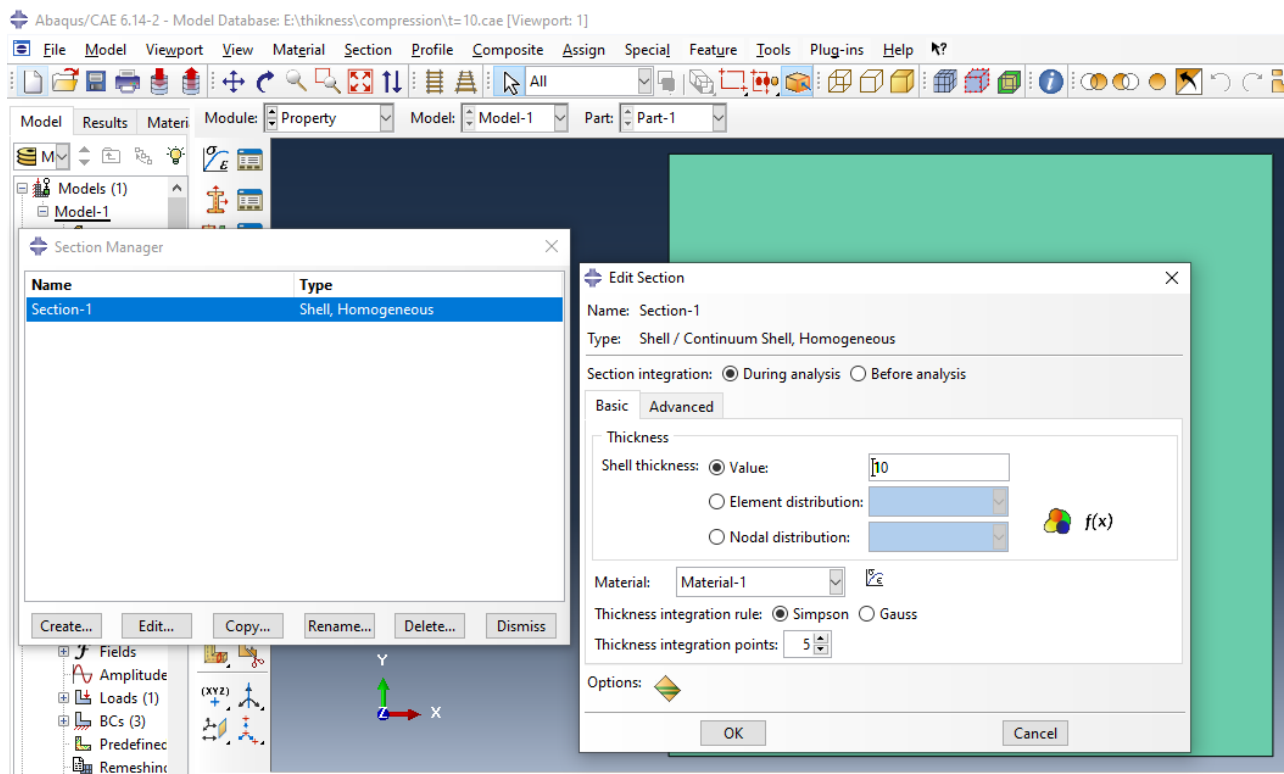 Abaqus/CAE 6.14-2 - Model Database: E:\thikness\compression\t=10.cae [Viewport: 1]
File Model Viewport View Material Section Profile Composite Assign Special Feature Tools Plug-ins Help
All
Model Results Materi Module: Property Model: Model-1 Part: Part-1
M
Models (1)
Model-1
Section Manager
Name Type
Section-1 Shell, Homogeneous
Create... Edit... Copy... Rename... Delete... Dismiss
Edit Section
Name: Section-1
Type: Shell / Continuum Shell, Homogeneous
Section integration: During analysis Before analysis
Basic Advanced
Thickness
Shell thickness: Value: 10
Element distribution:
Nodal distribution:
f(x)
Material: Material-1
Thickness integration rule: Simpson Gauss
Thickness integration points: 5
Options:
OK Cancel
Fields
Amplitude
Loads (1)
BCs (3)
Predefined
Remeshing
(XYZ)
Y
Z X